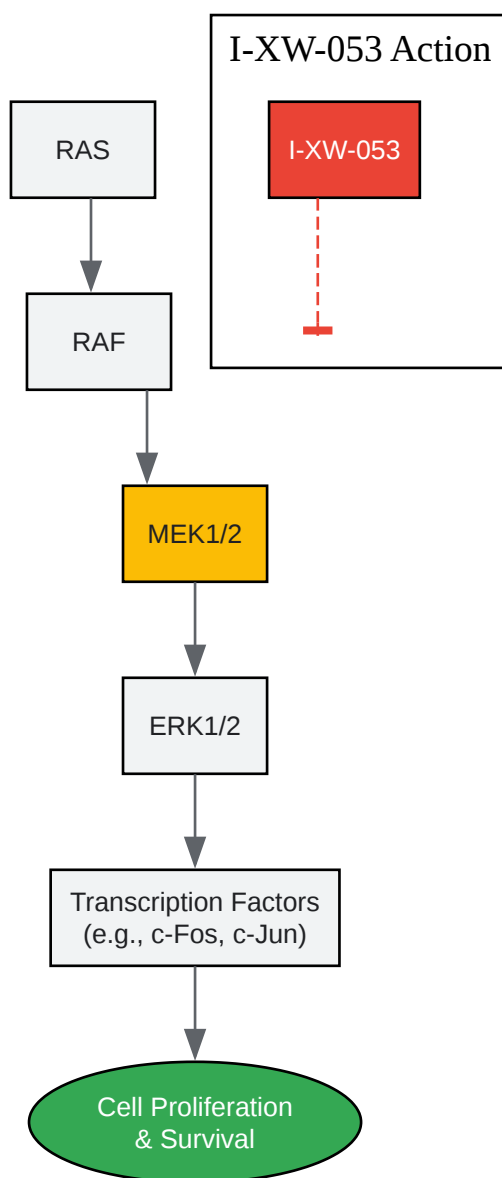 I-XW-053 Action
I-XW-053
RAS
RAF
MEK1/2
ERK1/2
Transcription Factors
(e.g., c-Fos, c-Jun)
Cell Proliferation
& Survival